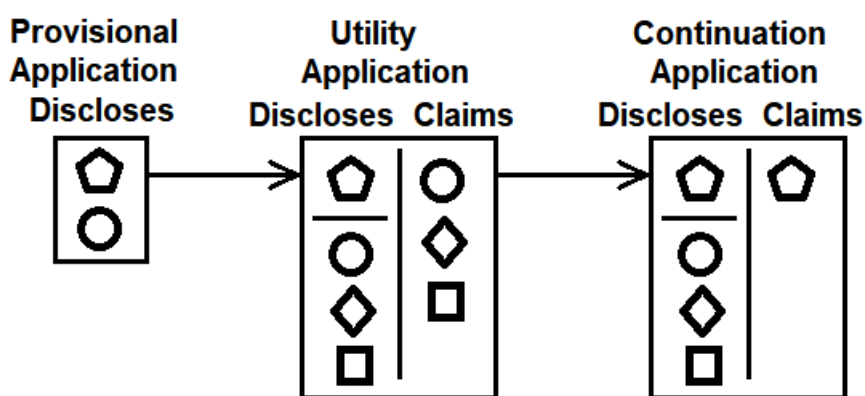 Provisional
Application
Discloses
Utility
Application
Discloses Claims
Continuation
Application
Discloses Claims